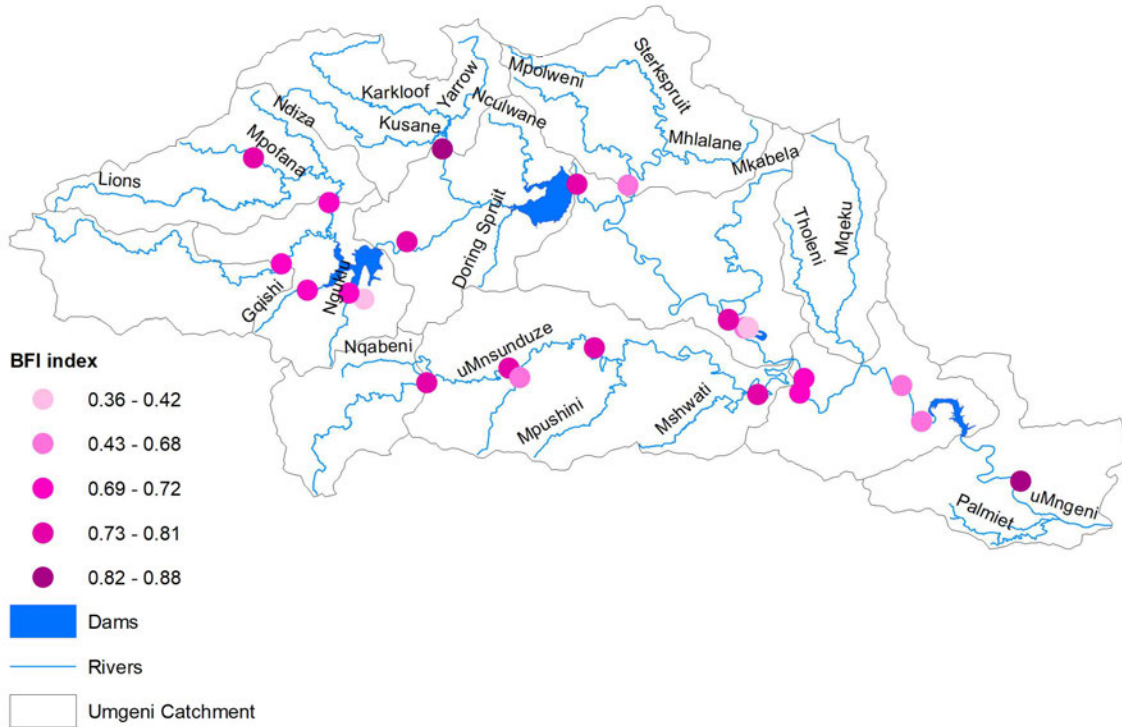 Sterkspruit
Mpolweni
Yarrow
Karkloof
Nculwane
Ndiza
Kusane
Mhlalane
Mpofana
Mkabela
Lions
Doring Spruit
Tholeni
Mqeku
Gqishi
Nguklu
Nqabeni
uMnsunduze
Mpushini
Mshwati
uMngeni
Palmiet
BFI index
0.36 - 0.42
0.43 - 0.68
0.69 - 0.72
0.73 - 0.81
0.82 - 0.88
Dams
Rivers
Umgeni Catchment